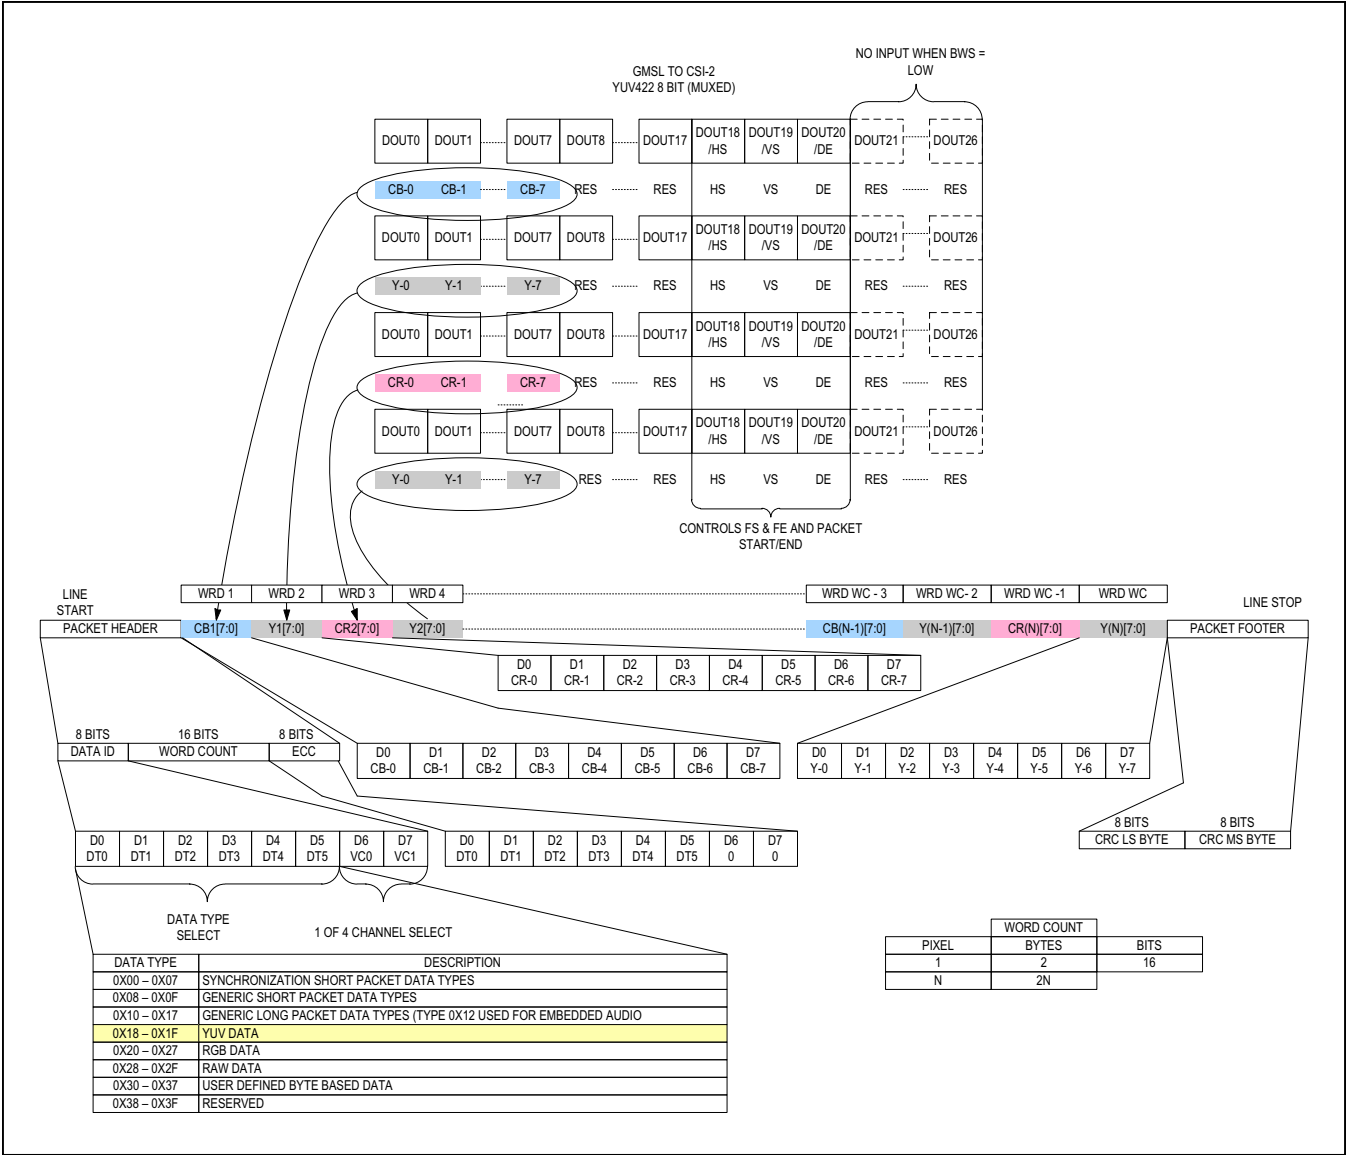 NO INPUT WHEN BWS =
LOW
GMSL TO CSI-2
YUV422 8 BIT (MUXED)
DOUT0 DOUT1 DOUT7 DOUT8 DOUT17 DOUT18 /HS DOUT19 /VS DOUT20 /DE DOUT21 DOUT26
CB-0 CB-1 CB-7 RES RES HS VS DE RES RES
DOUT0 DOUT1 DOUT7 DOUT8 DOUT17 DOUT18 /HS DOUT19 /VS DOUT20 /DE DOUT21 DOUT26
Y-0 Y-1 Y-7 RES RES HS VS DE RES RES
DOUT0 DOUT1 DOUT7 DOUT8 DOUT17 DOUT18 /HS DOUT19 /VS DOUT20 /DE DOUT21 DOUT26
CR-0 CR-1 CR-7 RES RES HS VS DE RES RES
DOUT0 DOUT1 DOUT7 DOUT8 DOUT17 DOUT18 /HS DOUT19 /VS DOUT20 /DE DOUT21 DOUT26
Y-0 Y-1 Y-7 RES RES HS VS DE RES RES
CONTROLS FS & FE AND PACKET
START/END
LINE
START
WRD 1 WRD 2 WRD 3 WRD 4 WRD WC - 3 WRD WC- 2 WRD WC -1 WRD WC
LINE STOP
PACKET HEADER CB1[7:0] Y1[7:0] CR2[7:0] Y2[7:0] CB(N-1)[7:0] Y(N-1)[7:0] CR(N)[7:0] Y(N)[7:0] PACKET FOOTER
D0 D1 D2 D3 D4 D5 D6 D7
CR-0 CR-1 CR-2 CR-3 CR-4 CR-5 CR-6 CR-7
8 BITS 16 BITS 8 BITS
DATA ID WORD COUNT ECC
D0 D1 D2 D3 D4 D5 D6 D7
CB-0 CB-1 CB-2 CB-3 CB-4 CB-5 CB-6 CB-7
D0 D1 D2 D3 D4 D5 D6 D7
Y-0 Y-1 Y-2 Y-3 Y-4 Y-5 Y-6 Y-7
8 BITS 8 BITS
CRC LS BYTE CRC MS BYTE
D0 D1 D2 D3 D4 D5 D6 D7
DT0 DT1 DT2 DT3 DT4 DT5 VC0 VC1
D0 D1 D2 D3 D4 D5 D6 D7
DT0 DT1 DT2 DT3 DT4 DT5 0 0
DATA TYPE
SELECT
1 OF 4 CHANNEL SELECT
WORD COUNT
PIXEL BYTES BITS
1 2 16
N 2N
DATA TYPE DESCRIPTION
0X00 – 0X07 SYNCHRONIZATION SHORT PACKET DATA TYPES
0X08 – 0X0F GENERIC SHORT PACKET DATA TYPES
0X10 – 0X17 GENERIC LONG PACKET DATA TYPES (TYPE 0X12 USED FOR EMBEDDED AUDIO
0X18 – 0X1F YUV DATA
0X20 – 0X27 RGB DATA
0X28 – 0X2F RAW DATA
0X30 – 0X37 USER DEFINED BYTE BASED DATA
0X38 – 0X3F RESERVED